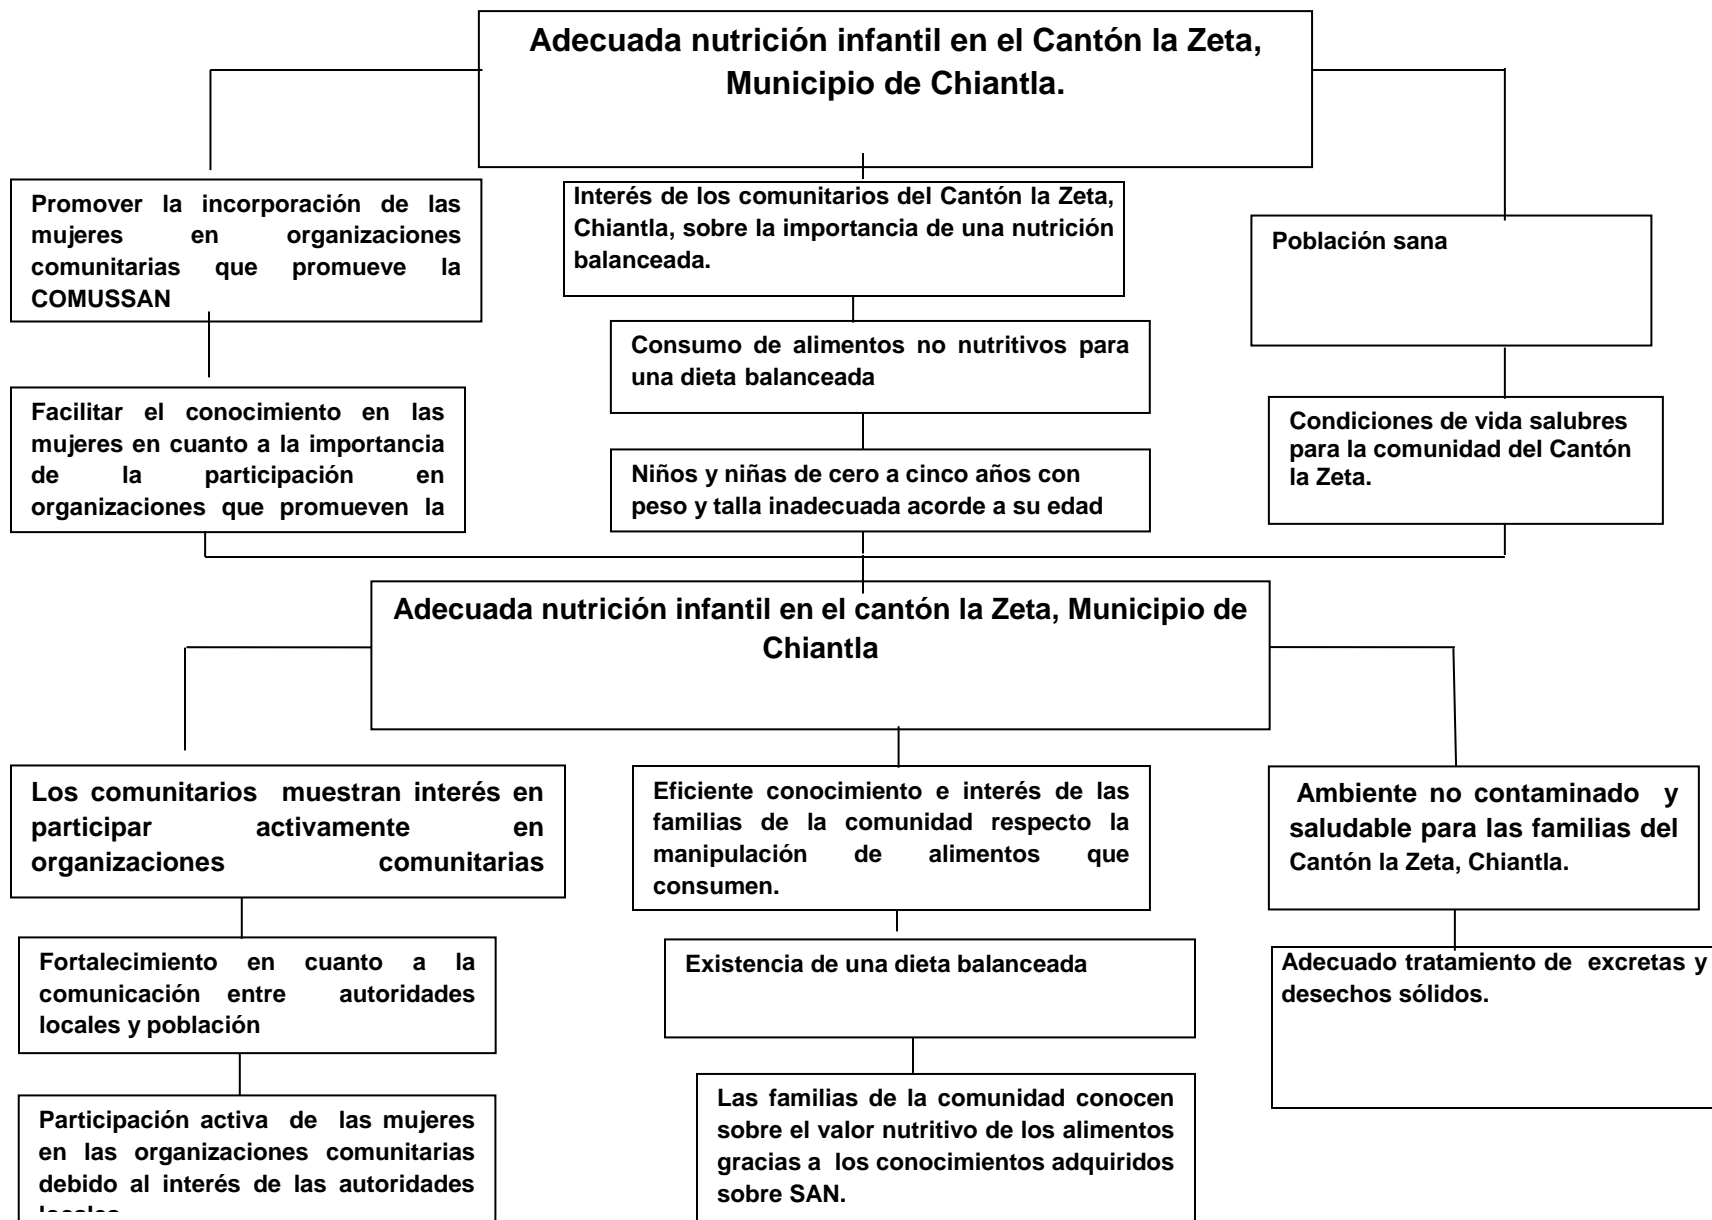 Adecuada nutrición infantil en el Cantón la Zeta,
Municipio de Chiantla.
Promover la incorporación de las
mujeres en organizaciones
comunitarias que promueve la
COMUSSAN
Interés de los comunitarios del Cantón la Zeta,
Chiantla, sobre la importancia de una nutrición
balanceada.
Población sana
Consumo de alimentos no nutritivos para
una dieta balanceada
Facilitar el conocimiento en las
mujeres en cuanto a la importancia
de la participación en
organizaciones que promueven la
Niños y niñas de cero a cinco años con
peso y talla inadecuada acorde a su edad
Condiciones de vida salubres
para la comunidad del Cantón
la Zeta.
Adecuada nutrición infantil en el cantón la Zeta, Municipio de
Chiantla
Los comunitarios muestran interés en
participar activamente en
organizaciones comunitarias
Eficiente conocimiento e interés de las
familias de la comunidad respecto la
manipulación de alimentos que
consumen.
Ambiente no contaminado y
saludable para las familias del
Cantón la Zeta, Chiantla.
Fortalecimiento en cuanto a la
comunicación entre autoridades
locales y población
Existencia de una dieta balanceada
Adecuado tratamiento de excretas y
desechos sólidos.
Participación activa de las mujeres
en las organizaciones comunitarias
debido al interés de las autoridades
Las familias de la comunidad conocen
sobre el valor nutritivo de los alimentos
gracias a los conocimientos adquiridos
sobre SAN.